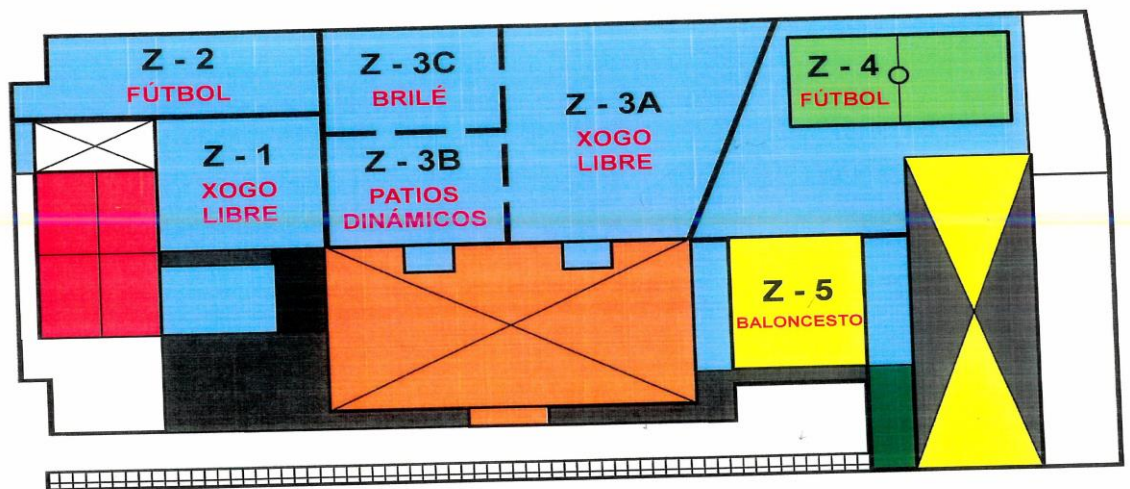 Z - 2
FÚTBOL
Z - 3C
BRILÉ
Z - 3A
XOGO
LIBRE
Z - 4
FÚTBOL
Z - 1
XOGO
LIBRE
Z - 3B
PATIOS
DINÁMICOS
Z - 5
BALONCESTO